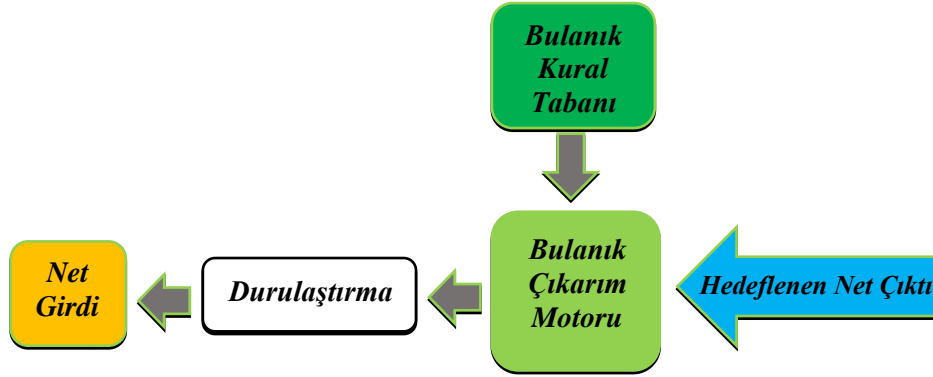 Bulanık
Kural
Tabanı
Net
Girdi
Durulaştırma
Bulanık
Çıkarım
Motoru
Hedeflenen Net Çıktı